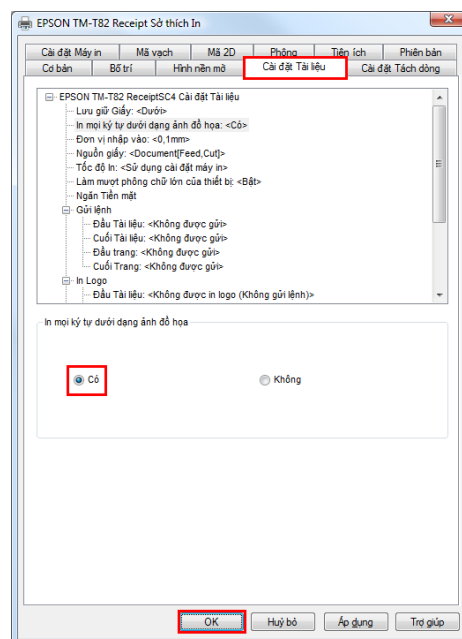 EPSON TM-T82 Receipt Sở thích In
Cài đặt Máy in Mã vạch Mã 2D Phông Tiện ích Phiên bản
Cơ bản Bố trí Hình nền mờ Cài đặt Tài liệu Cài đặt Tách dòng
EPSON TM-T82 ReceiptSC4 Cài đặt Tài liệu
Lưu giữ Giấy: <Dưới>
In mọi ký tự dưới dạng ảnh đồ họa: <Có>
Đơn vị nhập vào: <0,1mm>
Nguồn giấy: <Document[Feed,Cut]>
Tốc độ In: <Sử dụng cài đặt máy in>
Làm mượt phông chữ lớn của thiết bị: <Bật>
Ngăn Tiền mặt
Gửi lệnh
Đầu Tài liệu: <Không được gửi>
Cuối Tài liệu: <Không được gửi>
Đầu trang: <Không được gửi>
Cuối Trang: <Không được gửi>
In Logo
Đầu Tài liệu: <Không được in logo (Không gửi lệnh)>
In mọi ký tự dưới dạng ảnh đồ họa
Có Không
OK Huỷ bỏ Áp dụng Trợ giúp